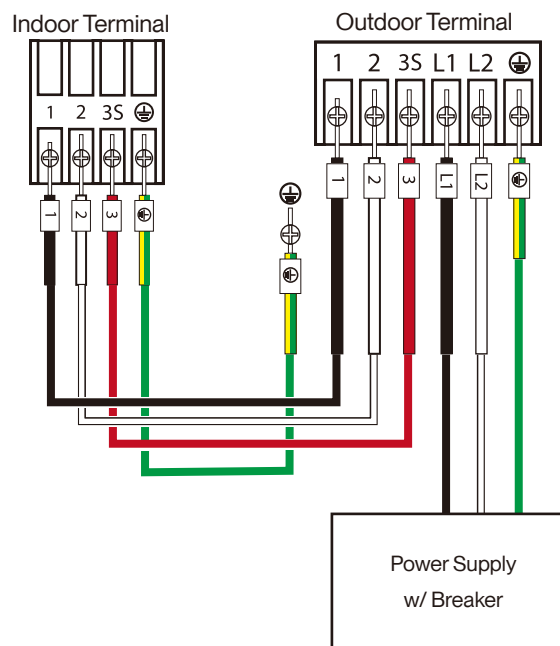 Indoor Terminal
Outdoor Terminal
1 2 3S L1 L2
1 2 3S
1 2 3 L1 L2
1 2 3
Power Supply
w/ Breaker